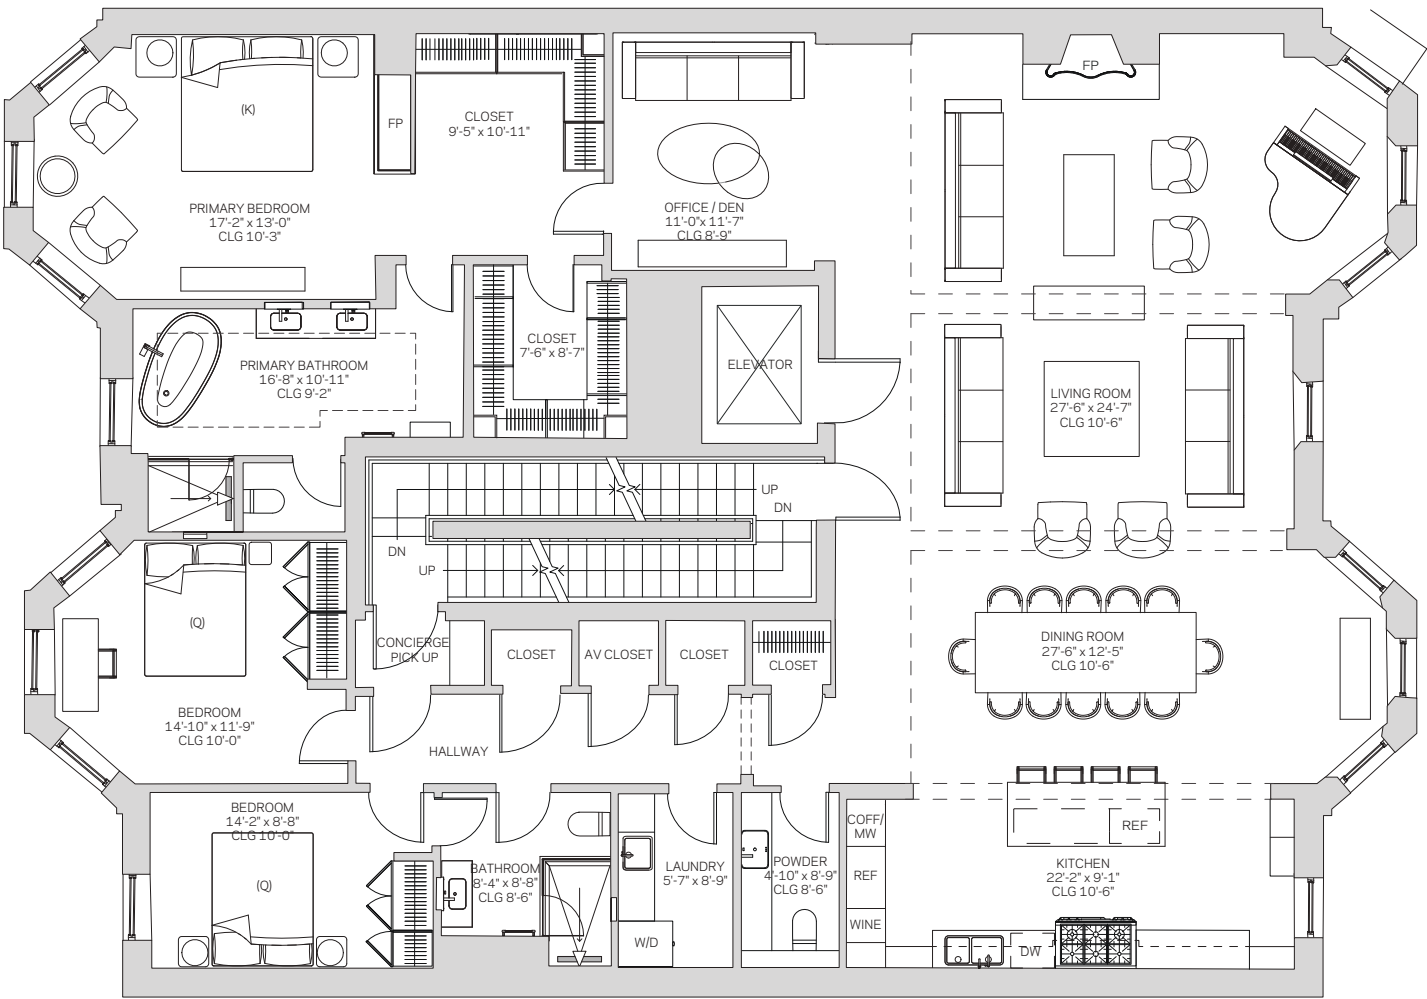 FP
(K)
FP
CLOSET
9'-5" x 10'-11"
PRIMARY BEDROOM
17'-2" x 13'-0"
CLG 10'-3"
OFFICE / DEN
11'-0"x 11'-7"
CLG 8'-9"
PRIMARY BATHROOM
16'-8" x 10'-11"
CLG 9'-2"
CLOSET
7'-6" x 8'-7"
ELEVATOR
LIVING ROOM
27'-6" x 24'-7"
CLG 10'-6"
UP
DN
DN
UP
(Q)
CONCIERGE
PICK UP
CLOSET
AV CLOSET
CLOSET
CLOSET
DINING ROOM
27'-6" x 12'-5"
CLG 10'-6"
BEDROOM
14'-10" x 11'-9"
CLG 10'-0"
HALLWAY
BEDROOM
14'-2" x 8'-8"
CLG 10'-0"
(Q)
BATHROOM
8'-4" x 8'-8"
CLG 8'-6"
LAUNDRY
5'-7" x 8'-9"
W/D
POWDER
4'-10" x 8'-9"
CLG 8'-6"
COFF/
MW
REF
WINE
REF
KITCHEN
22'-2" x 9'-1"
CLG 10'-6"
DW